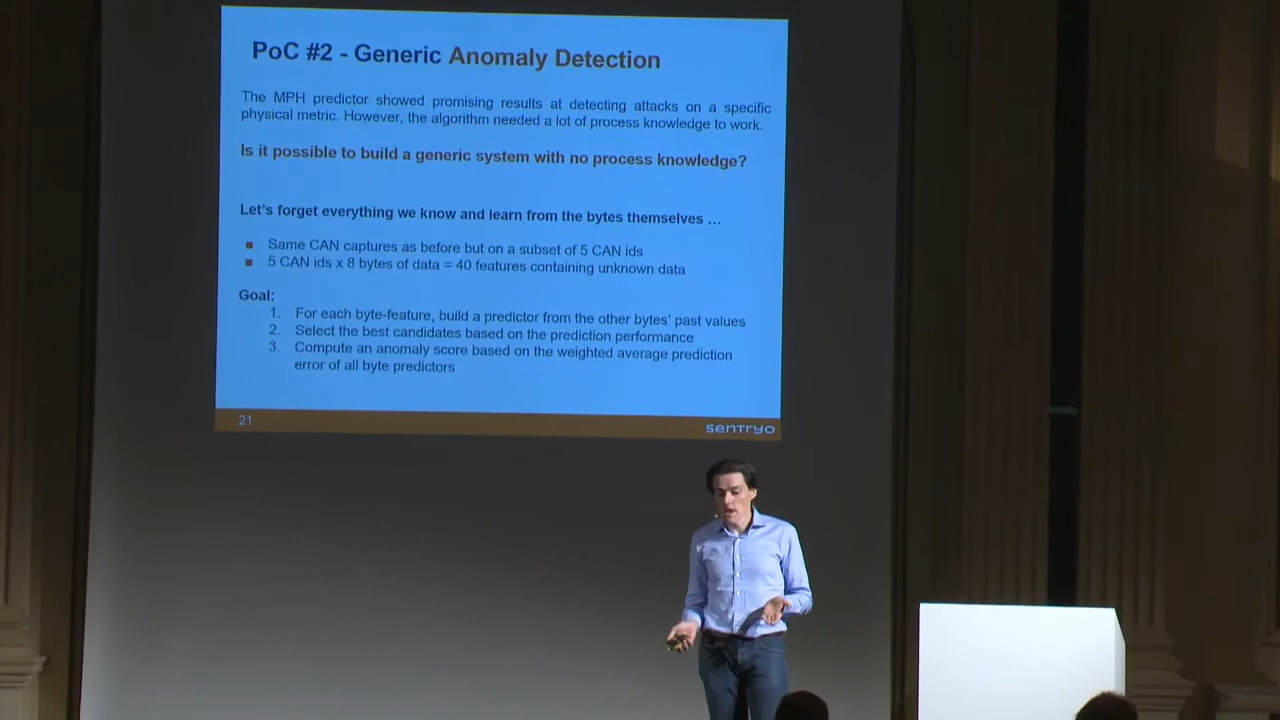 PoC #2 - Generic Anomaly Detection
The MPH predictor showed promising results at detecting attacks on a specific
physical metric. However, the algorithm needed a lot of process knowledge to work.
Is it possible to build a generic system with no process knowledge?
Let's forget everything we know and learn from the bytes themselves ...
■ Same CAN captures as before but on a subset of 5 CAN ids
■ 5 CAN ids x 8 bytes of data = 40 features containing unknown data
Goal:
1. For each byte-feature, build a predictor from the other bytes' past values
2. Select the best candidates based on the prediction performance
3. Compute an anomaly score based on the weighted average prediction
error of all byte predictors
21
sentryo